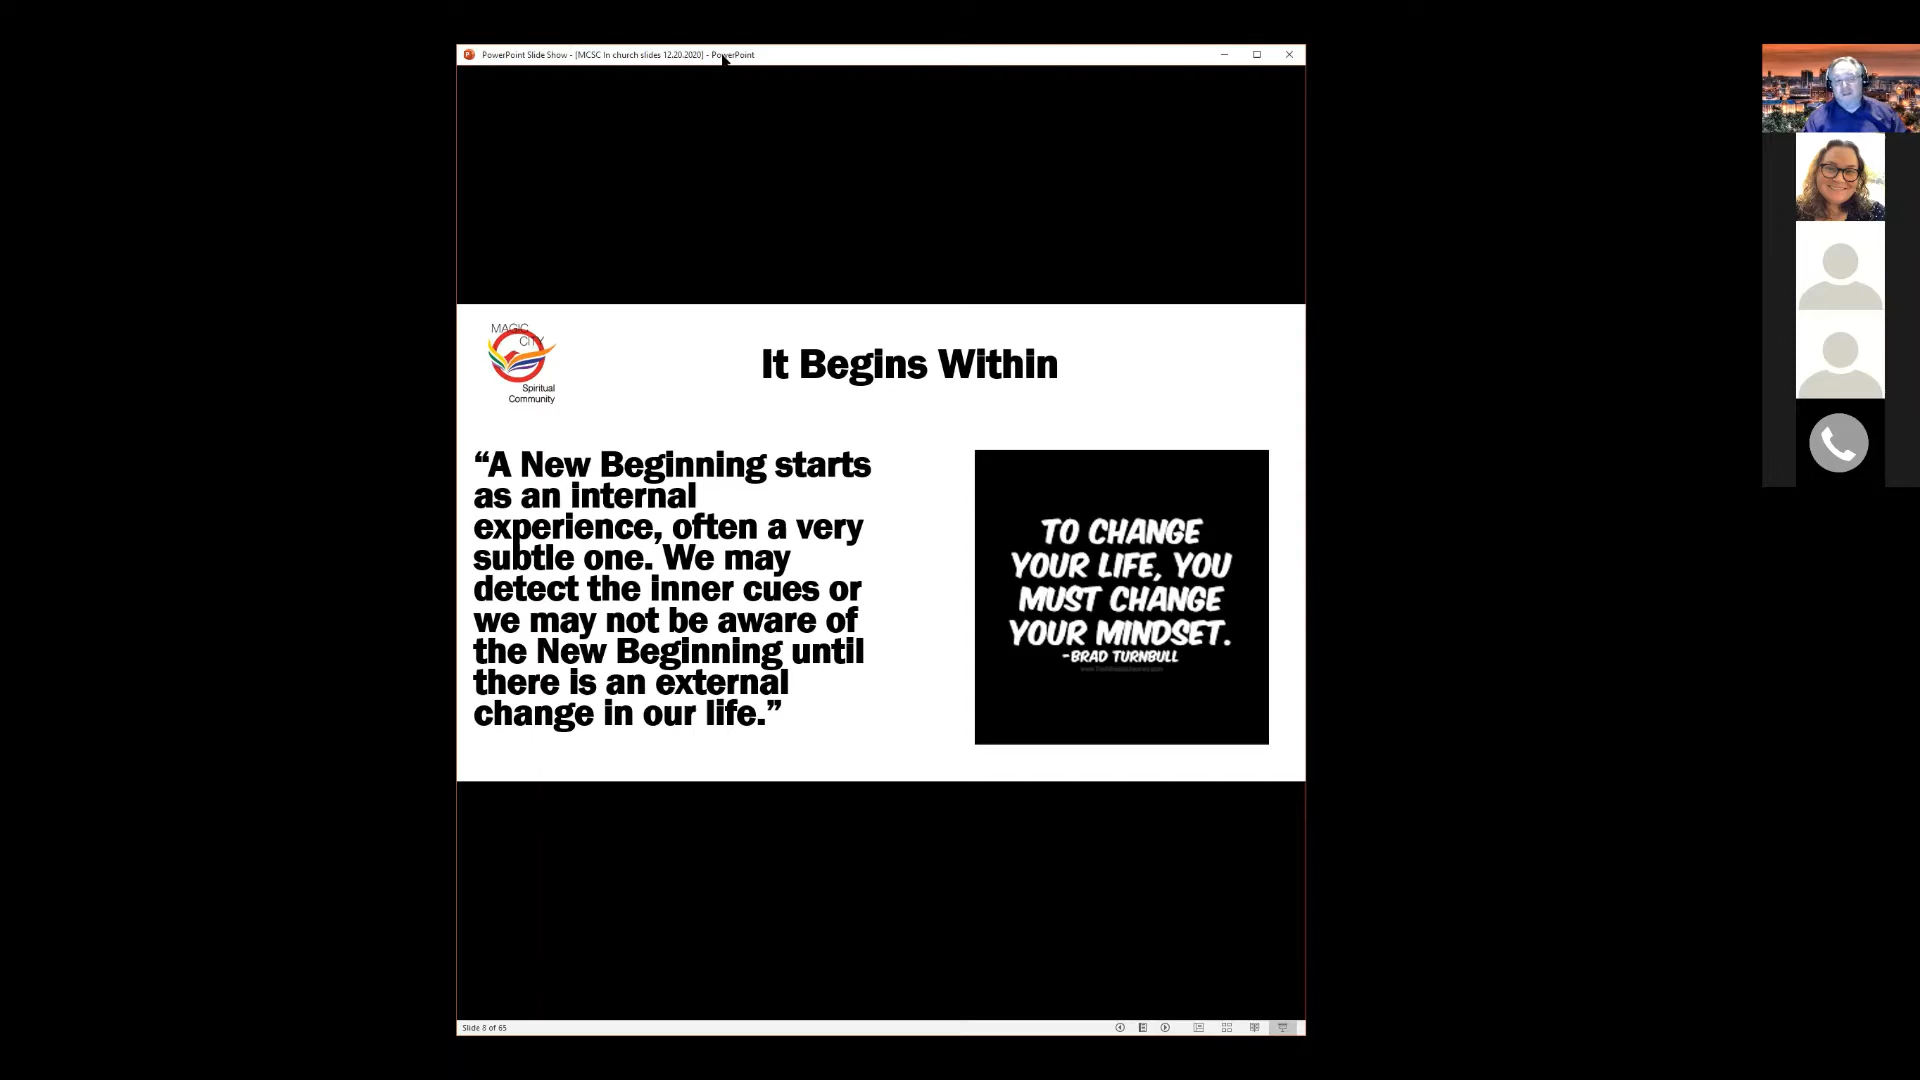 PowerPoint Slide Show - [MCSC In church slides 12.20.2020] - PowerPoint
MAGIC
CITY
Spiritual
Community
It Begins Within
“A New Beginning starts
as an internal
experience, often a very
subtle one. We may
detect the inner cues or
we may not be aware of
the New Beginning until
there is an external
change in our life.”
TO CHANGE
YOUR LIFE, YOU
MUST CHANGE
YOUR MINDSET.
-BRAD TURNBULL
Slide 8 of 65